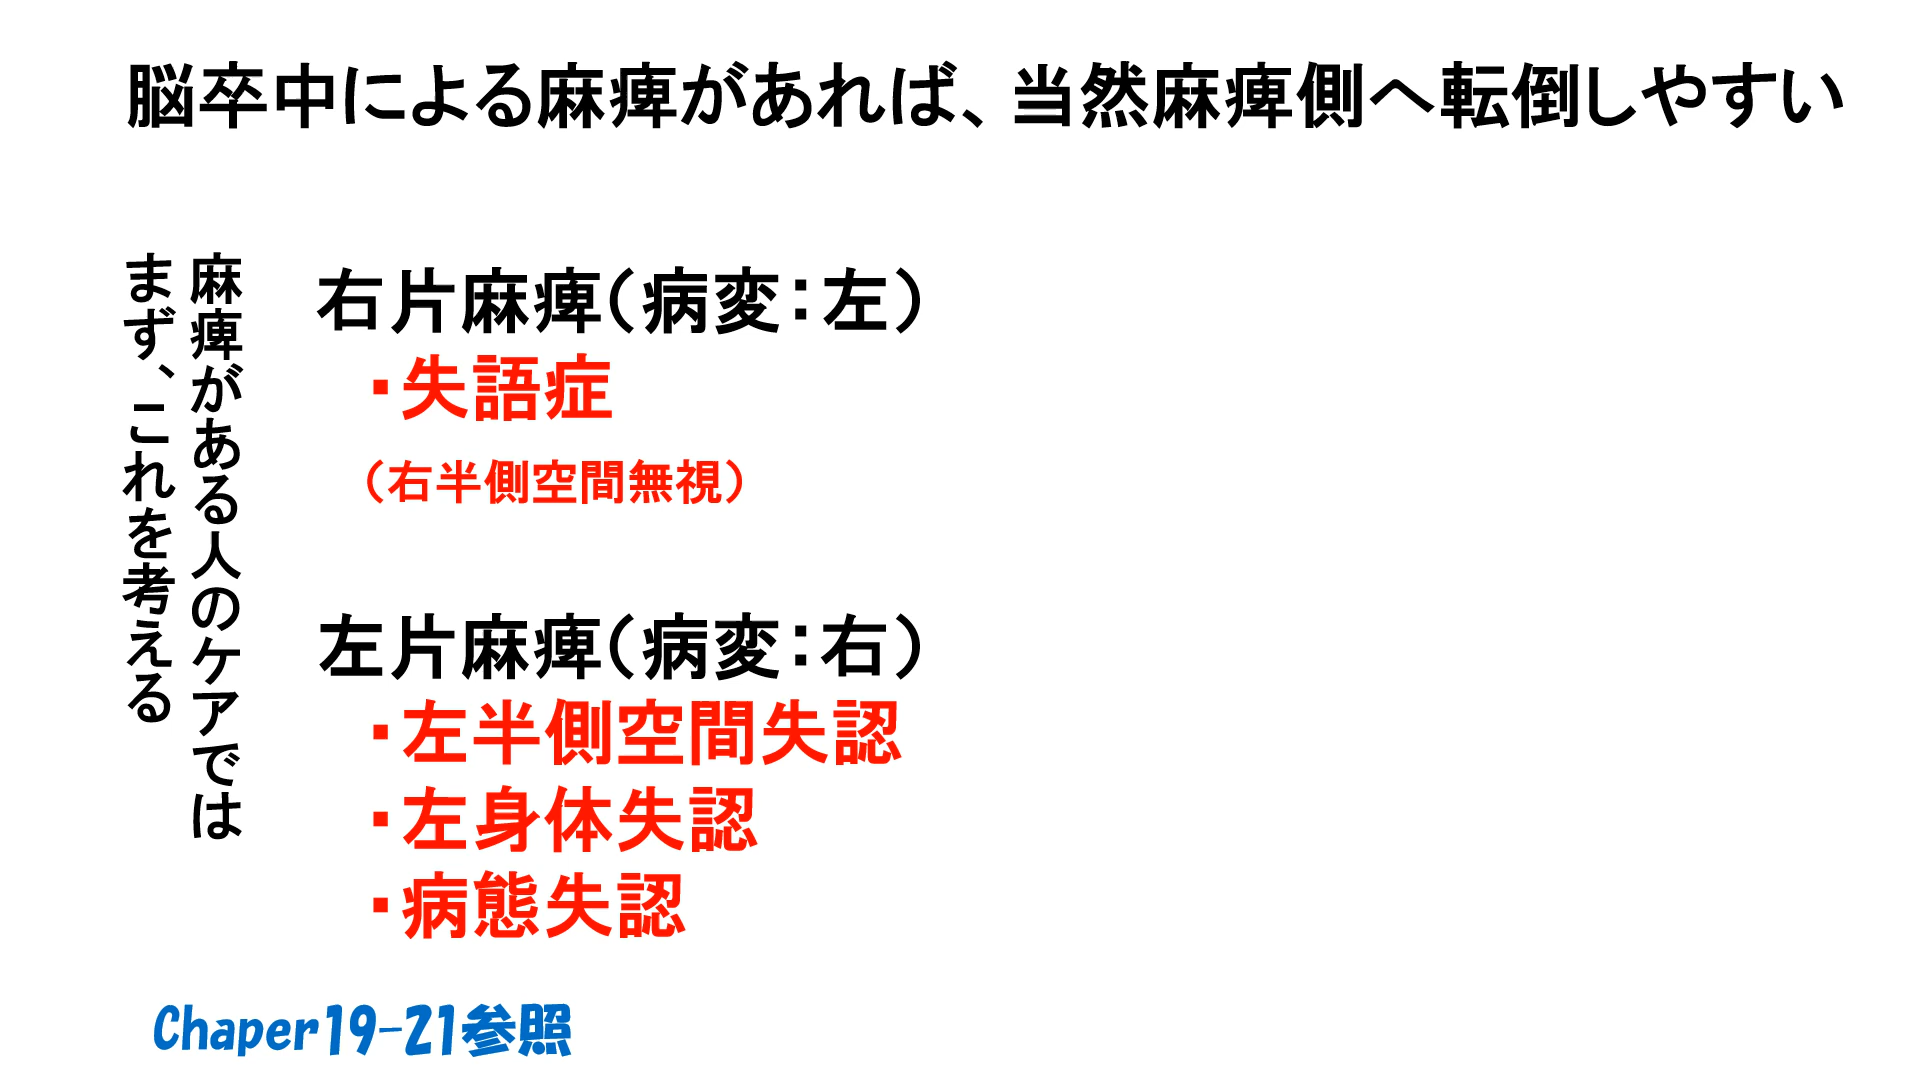 脳卒中による麻痺があれば、当然麻痺側へ転倒しやすい
麻痺がある人のケアでは
まず、これを考える
右片麻痺（病変：左）
・失語症
（右半側空間無視）
左片麻痺（病変：右）
・左半側空間失認
・左身体失認
・病態失認
Chaper19-21参照